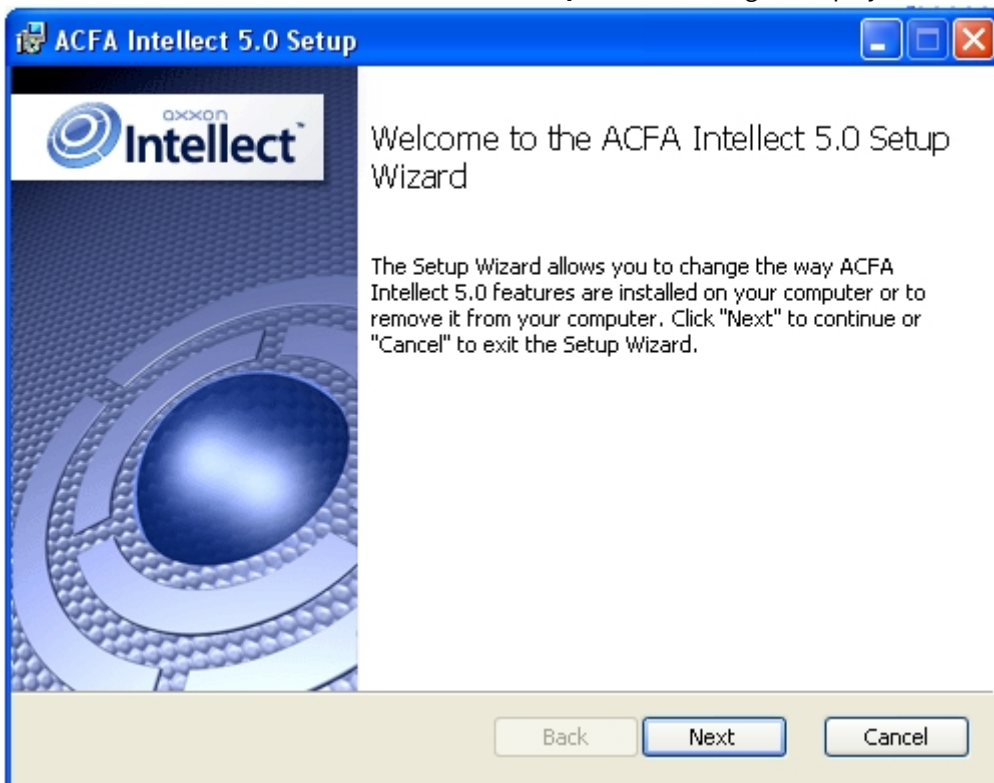 ACFA Intellect 5.0 Setup
axxon
Intellect™
Welcome to the ACFA Intellect 5.0 Setup
Wizard
The Setup Wizard allows you to change the way ACFA
Intellect 5.0 features are installed on your computer or to
remove it from your computer. Click "Next" to continue or
"Cancel" to exit the Setup Wizard.
Back Next Cancel